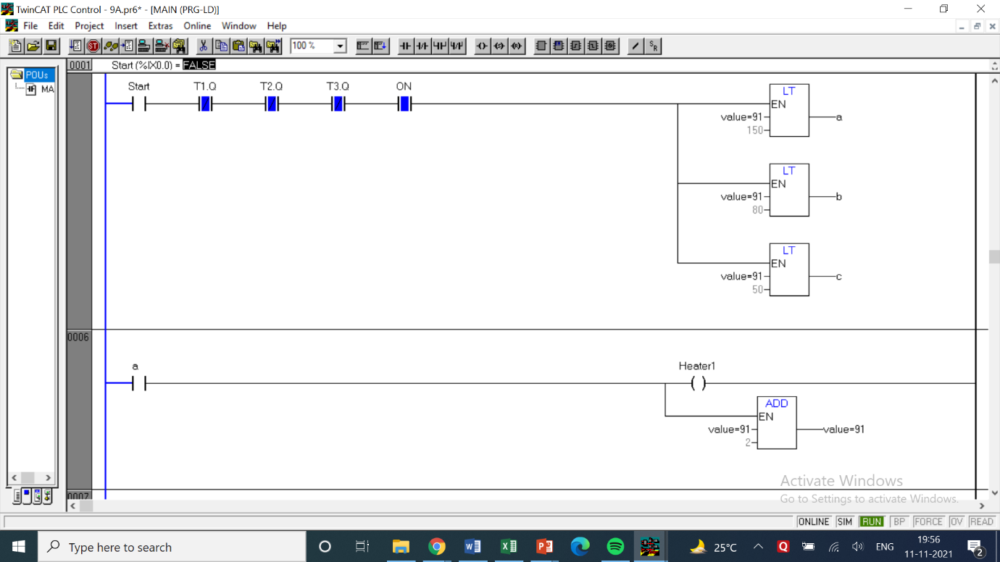 TwinCAT PLC Control - 9A.pr6* - [MAIN (PRG-LD)]
File Edit Project Insert Extras Online Window Help
100 %
POUs
MA
0001 Start (%IX0.0) = FALSE
Start T1.Q T2.Q T3.Q ON
LT
EN
value=91 a
150
LT
EN
value=91 b
80
LT
EN
value=91 c
50
0006
a Heater1
ADD
EN
value=91 value=91
2
0007
Activate Windows
Go to Settings to activate Windows.
ONLINE SIM RUN BP FORCE OV READ
Type here to search
25°C ENG
19:56
11-11-2021
2